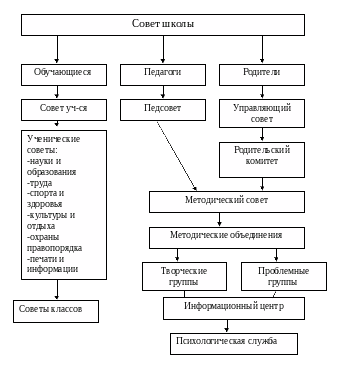 Совет школы
Обучающиеся
Педагоги
Родители
Совет уч-ся
Педсовет
Управляющий
совет
Ученические
советы:
-науки и
образования
-труда
-спорта и
здоровья
-культуры и
отдыха
-охраны
правопорядка
-печати и
информации
Родительский
комитет
Методический совет
Методические объединения
Творческие
группы
Проблемные
группы
Советы классов
Информационный центр
Психологическая служба